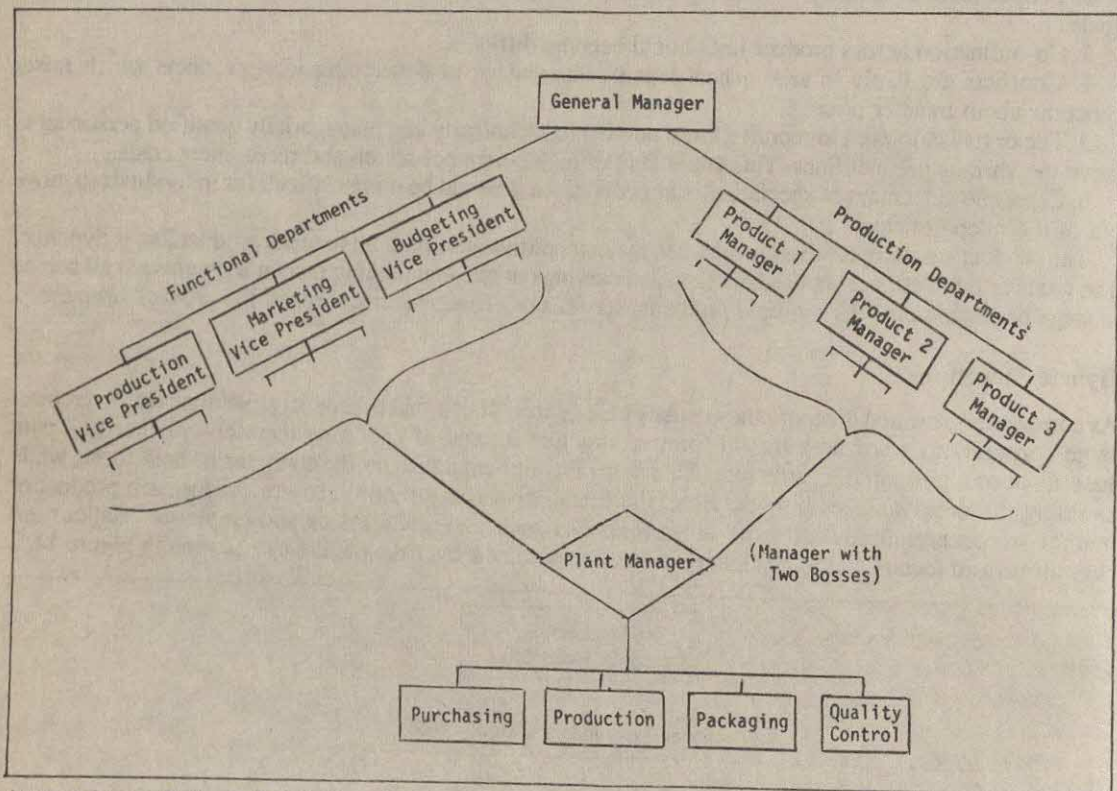 General Manager
Functional Departments
Production
Vice President
Marketing
Vice President
Budgeting
Vice President
Production Departments
Product 1
Manager
Product 2
Manager
Product 3
Manager
Plant Manager
(Manager with
Two Bosses)
Purchasing
Production
Packaging
Quality
Control